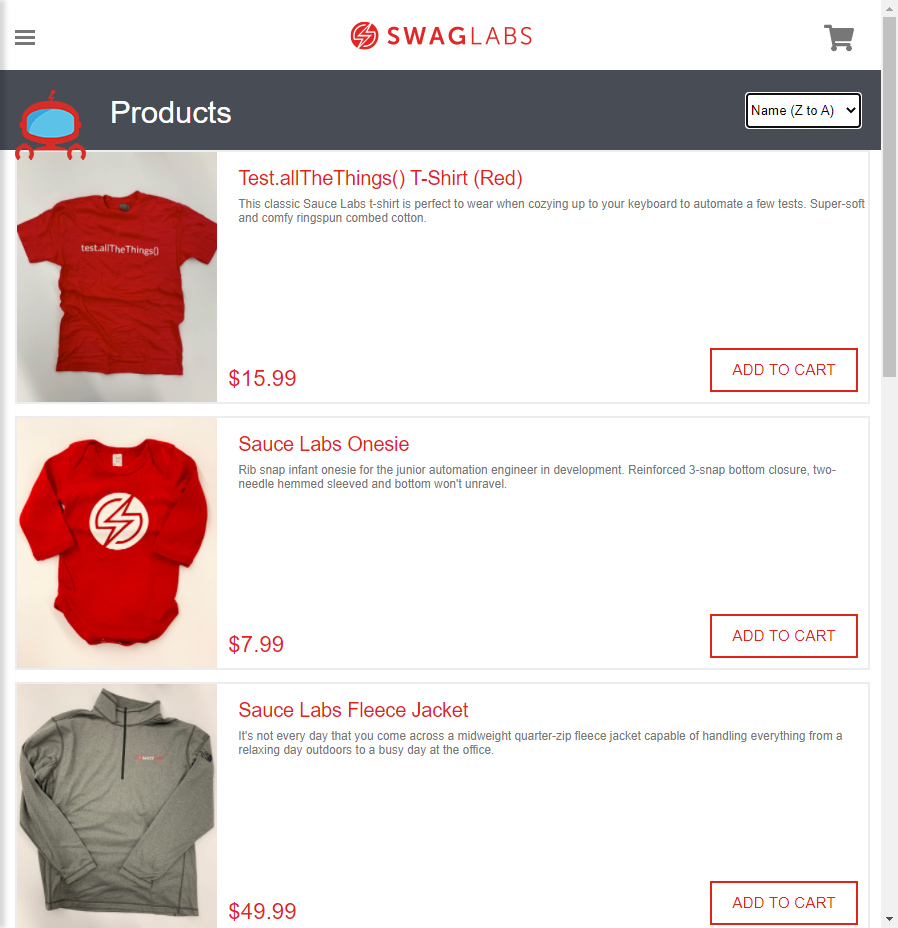 SWAGLABS
Products
Name (Z to A)
test.allTheThings()
Test.allTheThings() T-Shirt (Red)
This classic Sauce Labs t-shirt is perfect to wear when cozying up to your keyboard to automate a few tests. Super-soft
and comfy ringspun combed cotton.
$15.99
ADD TO CART
Sauce Labs Onesie
Rib snap infant onesie for the junior automation engineer in development. Reinforced 3-snap bottom closure, two-
needle hemmed sleeved and bottom won't unravel.
$7.99
ADD TO CART
Sauce Labs Fleece Jacket
It's not every day that you come across a midweight quarter-zip fleece jacket capable of handling everything from a
relaxing day outdoors to a busy day at the office.
$49.99
ADD TO CART